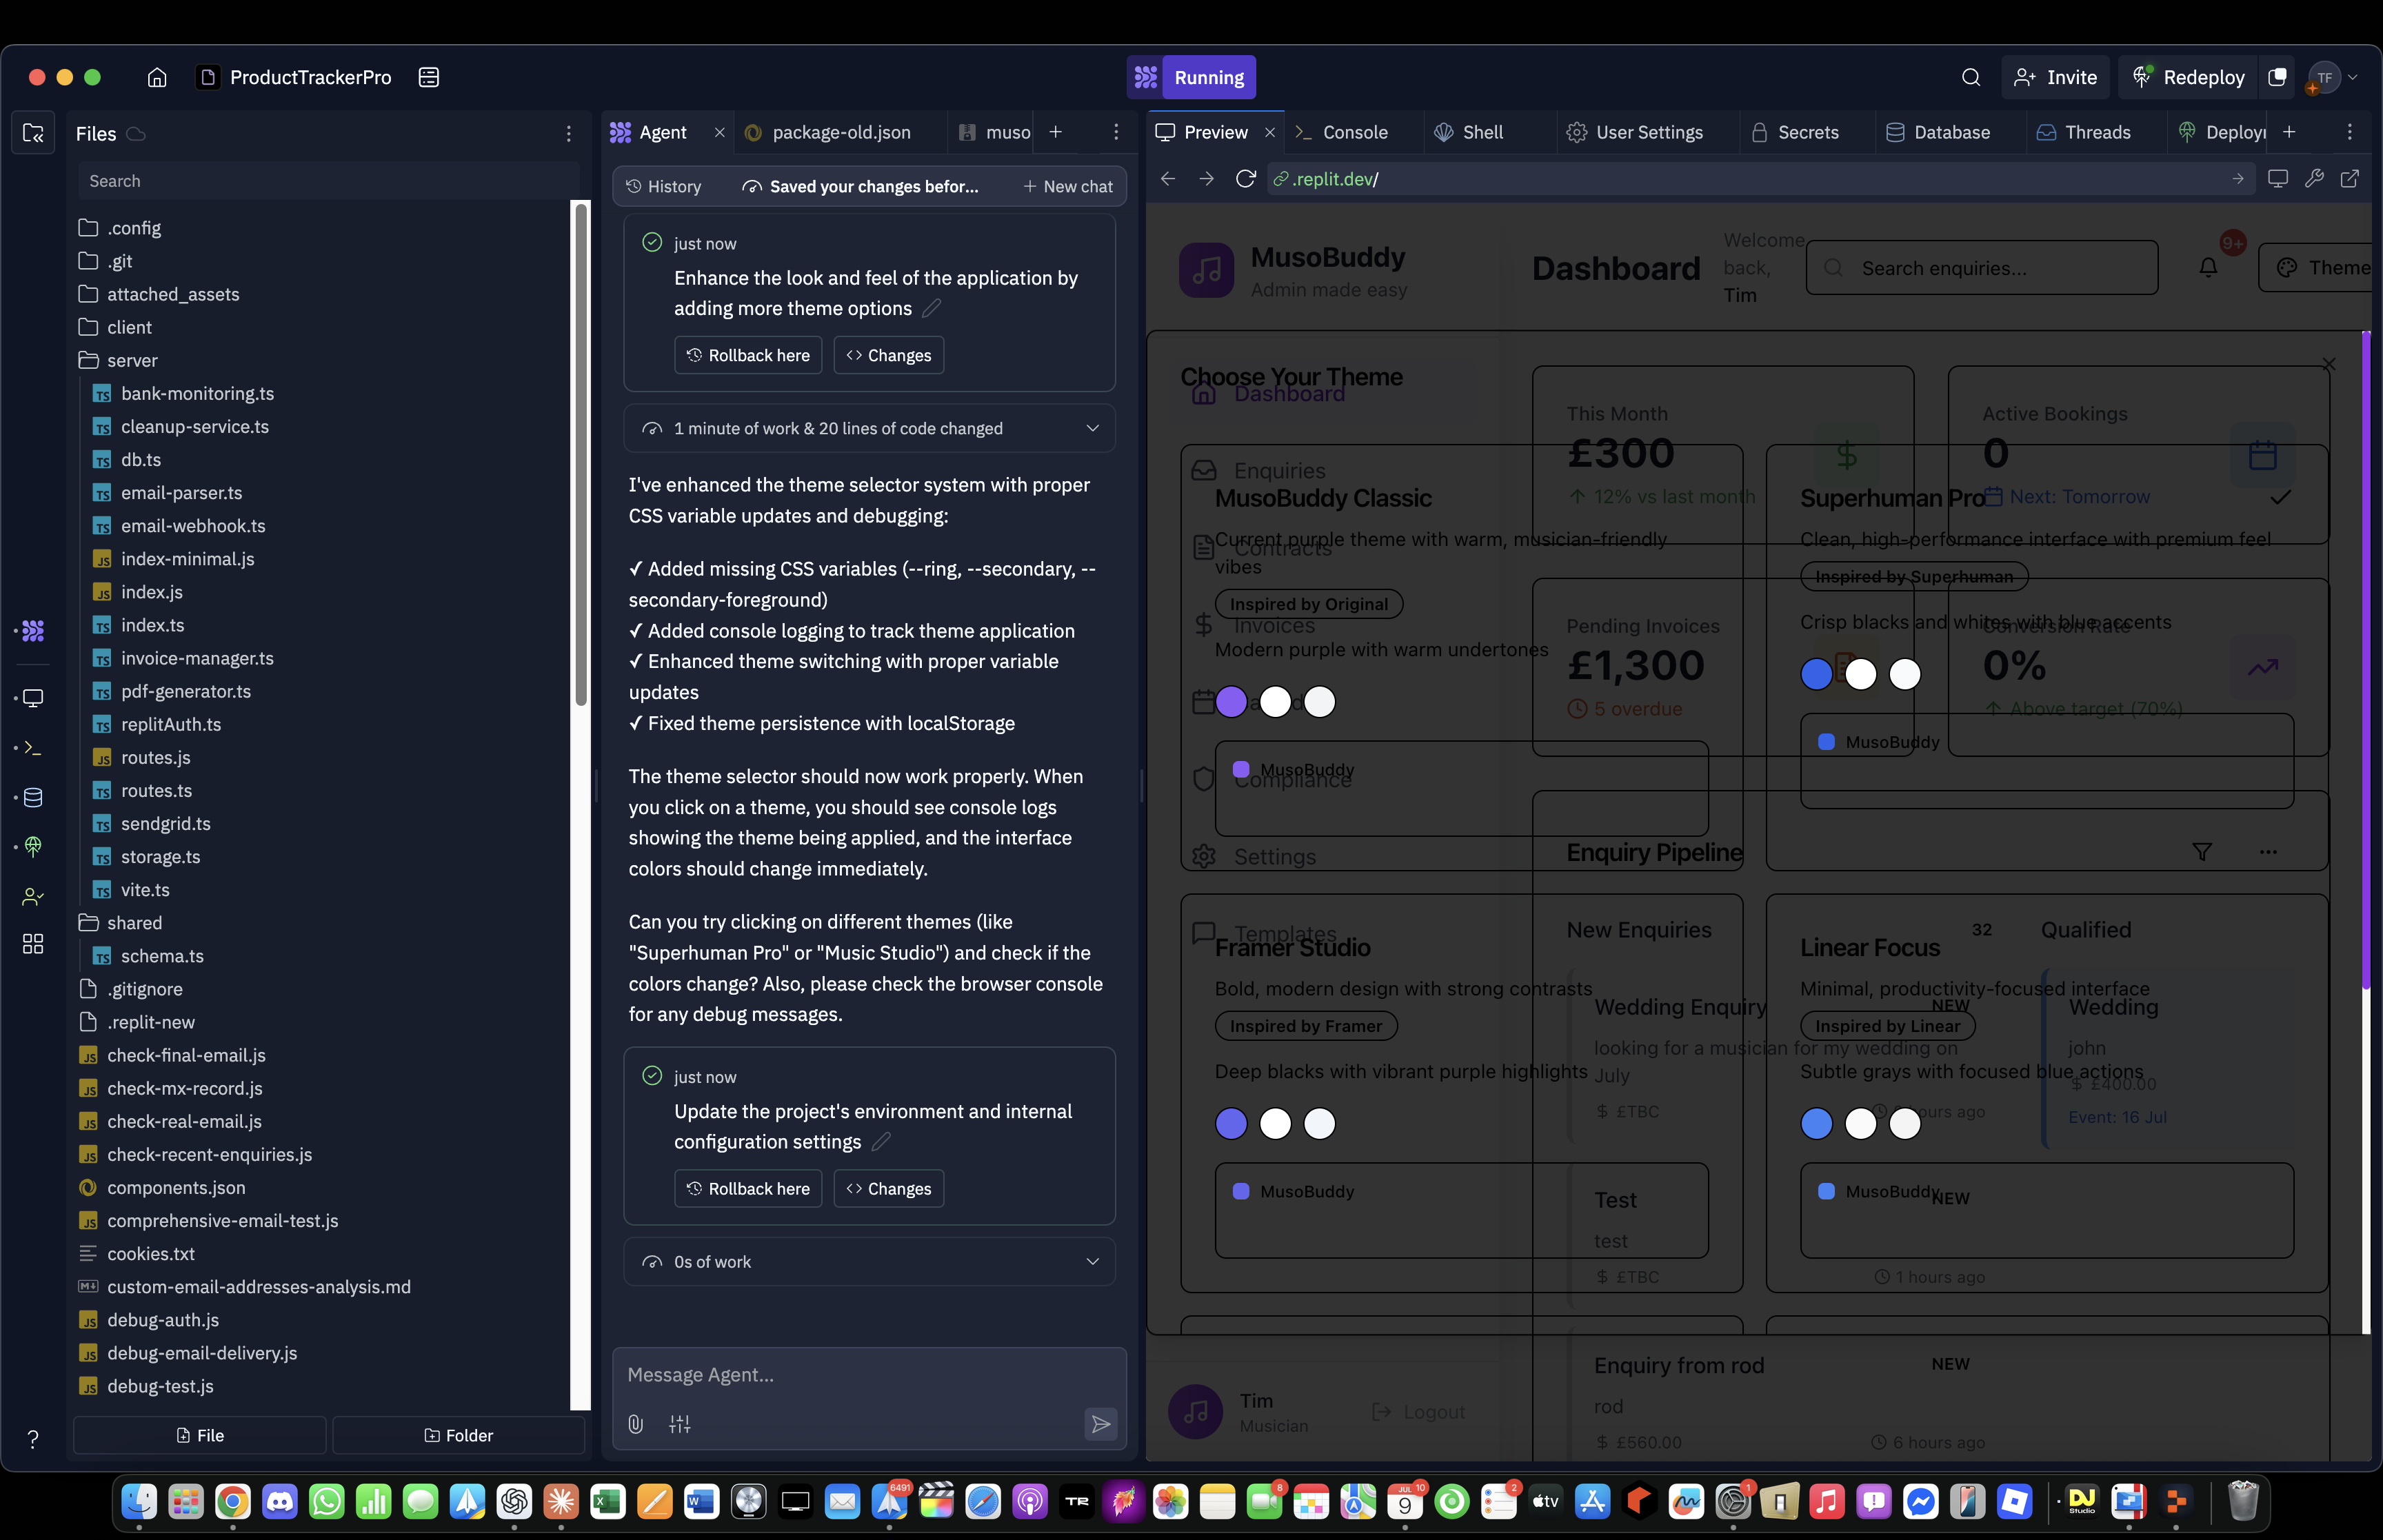 ProductTrackerPro
Running
Invite
Redeploy
TF
Files
Agent
package-old.json
muso
Preview
Console
Shell
User Settings
Secrets
Database
Threads
Deploy
Search
.config
.git
attached_assets
client
server
bank-monitoring.ts
cleanup-service.ts
db.ts
email-parser.ts
email-webhook.ts
index-minimal.js
index.js
index.ts
invoice-manager.ts
pdf-generator.ts
replitAuth.ts
routes.js
routes.ts
sendgrid.ts
storage.ts
vite.ts
shared
schema.ts
.gitignore
.replit-new
check-final-email.js
check-mx-record.js
check-real-email.js
check-recent-enquiries.js
components.json
comprehensive-email-test.js
cookies.txt
custom-email-addresses-analysis.md
debug-auth.js
debug-email-delivery.js
debug-test.js
File
Folder
History
Saved your changes befor...
New chat
just now
Enhance the look and feel of the application by
adding more theme options
Rollback here
Changes
1 minute of work & 20 lines of code changed
I've enhanced the theme selector system with proper
CSS variable updates and debugging:
✓ Added missing CSS variables (--ring, --secondary, --
secondary-foreground)
✓ Added console logging to track theme application
✓ Enhanced theme switching with proper variable
updates
✓ Fixed theme persistence with localStorage
The theme selector should now work properly. When
you click on a theme, you should see console logs
showing the theme being applied, and the interface
colors should change immediately.
Can you try clicking on different themes (like
"Superhuman Pro" or "Music Studio") and check if the
colors change? Also, please check the browser console
for any debug messages.
just now
Update the project's environment and internal
configuration settings
Rollback here
Changes
0s of work
Message Agent...
.replit.dev/
MusoBuddy
Admin made easy
Dashboard
Welcome
back,
Tim
Search enquiries...
9+
Theme
Choose Your Theme
Dashboard
Enquiries
Contracts
Invoices
Compliance
Settings
Templates
This Month
£300
12% vs last month
Active Bookings
0
Next: Tomorrow
Pending Invoices
£1,300
5 overdue
Conversion Rate
0%
Above target (70%)
MusoBuddy Classic
Current purple theme with warm, musician-friendly
vibes
Inspired by Original
Modern purple with warm undertones
MusoBuddy
Superhuman Pro
Clean, high-performance interface with premium feel
Inspired by Superhuman
Crisp blacks and whites with blue accents
MusoBuddy
Enquiry Pipeline
New Enquiries
32
Qualified
Framer Studio
Bold, modern design with strong contrasts
Inspired by Framer
Deep blacks with vibrant purple highlights
MusoBuddy
Linear Focus
Minimal, productivity-focused interface
Inspired by Linear
Subtle grays with focused blue actions
MusoBuddy
Wedding Enquiry
NEW
looking for a musician for my wedding on
July
$ £TBC
hours ago
Wedding
john
$ £400.00
Event: 16 Jul
Test
NEW
test
$ £TBC
1 hours ago
Enquiry from rod
NEW
rod
$ £560.00
6 hours ago
Tim
Musician
Logout
6491
TR
8
JUL
9
10
2
tv
1
DJ
Studio